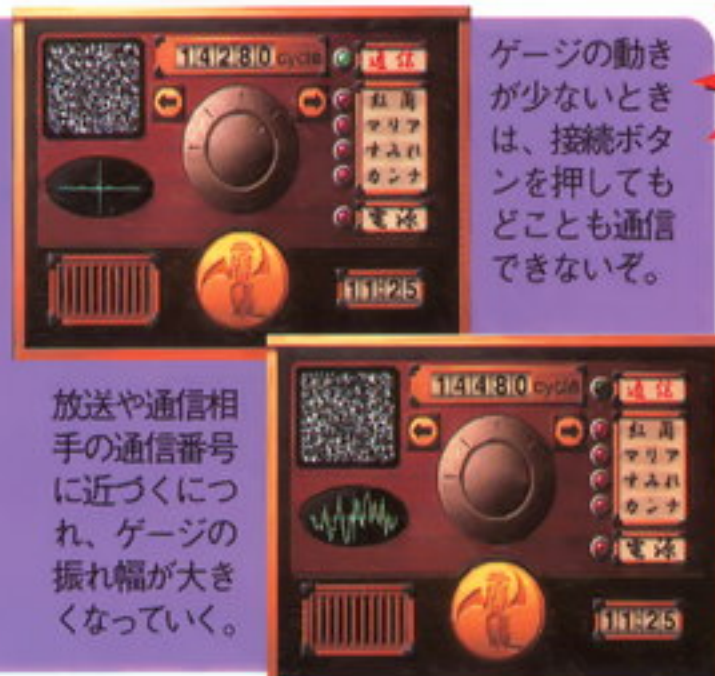 14280 cycle
通信
紅蘭
マリア
すみれ
カンナ
電源
11:25
ゲージの動き
が少ないとき
は、接続ボタ
ンを押しても
どことも通信
できないぞ。
放送や通信相
手の通信番号
に近づくにつ
れ、ゲージの
振れ幅が大き
くなっていく。
14480 cycle
通信
紅蘭
マリア
すみれ
カンナ
電源
11:25